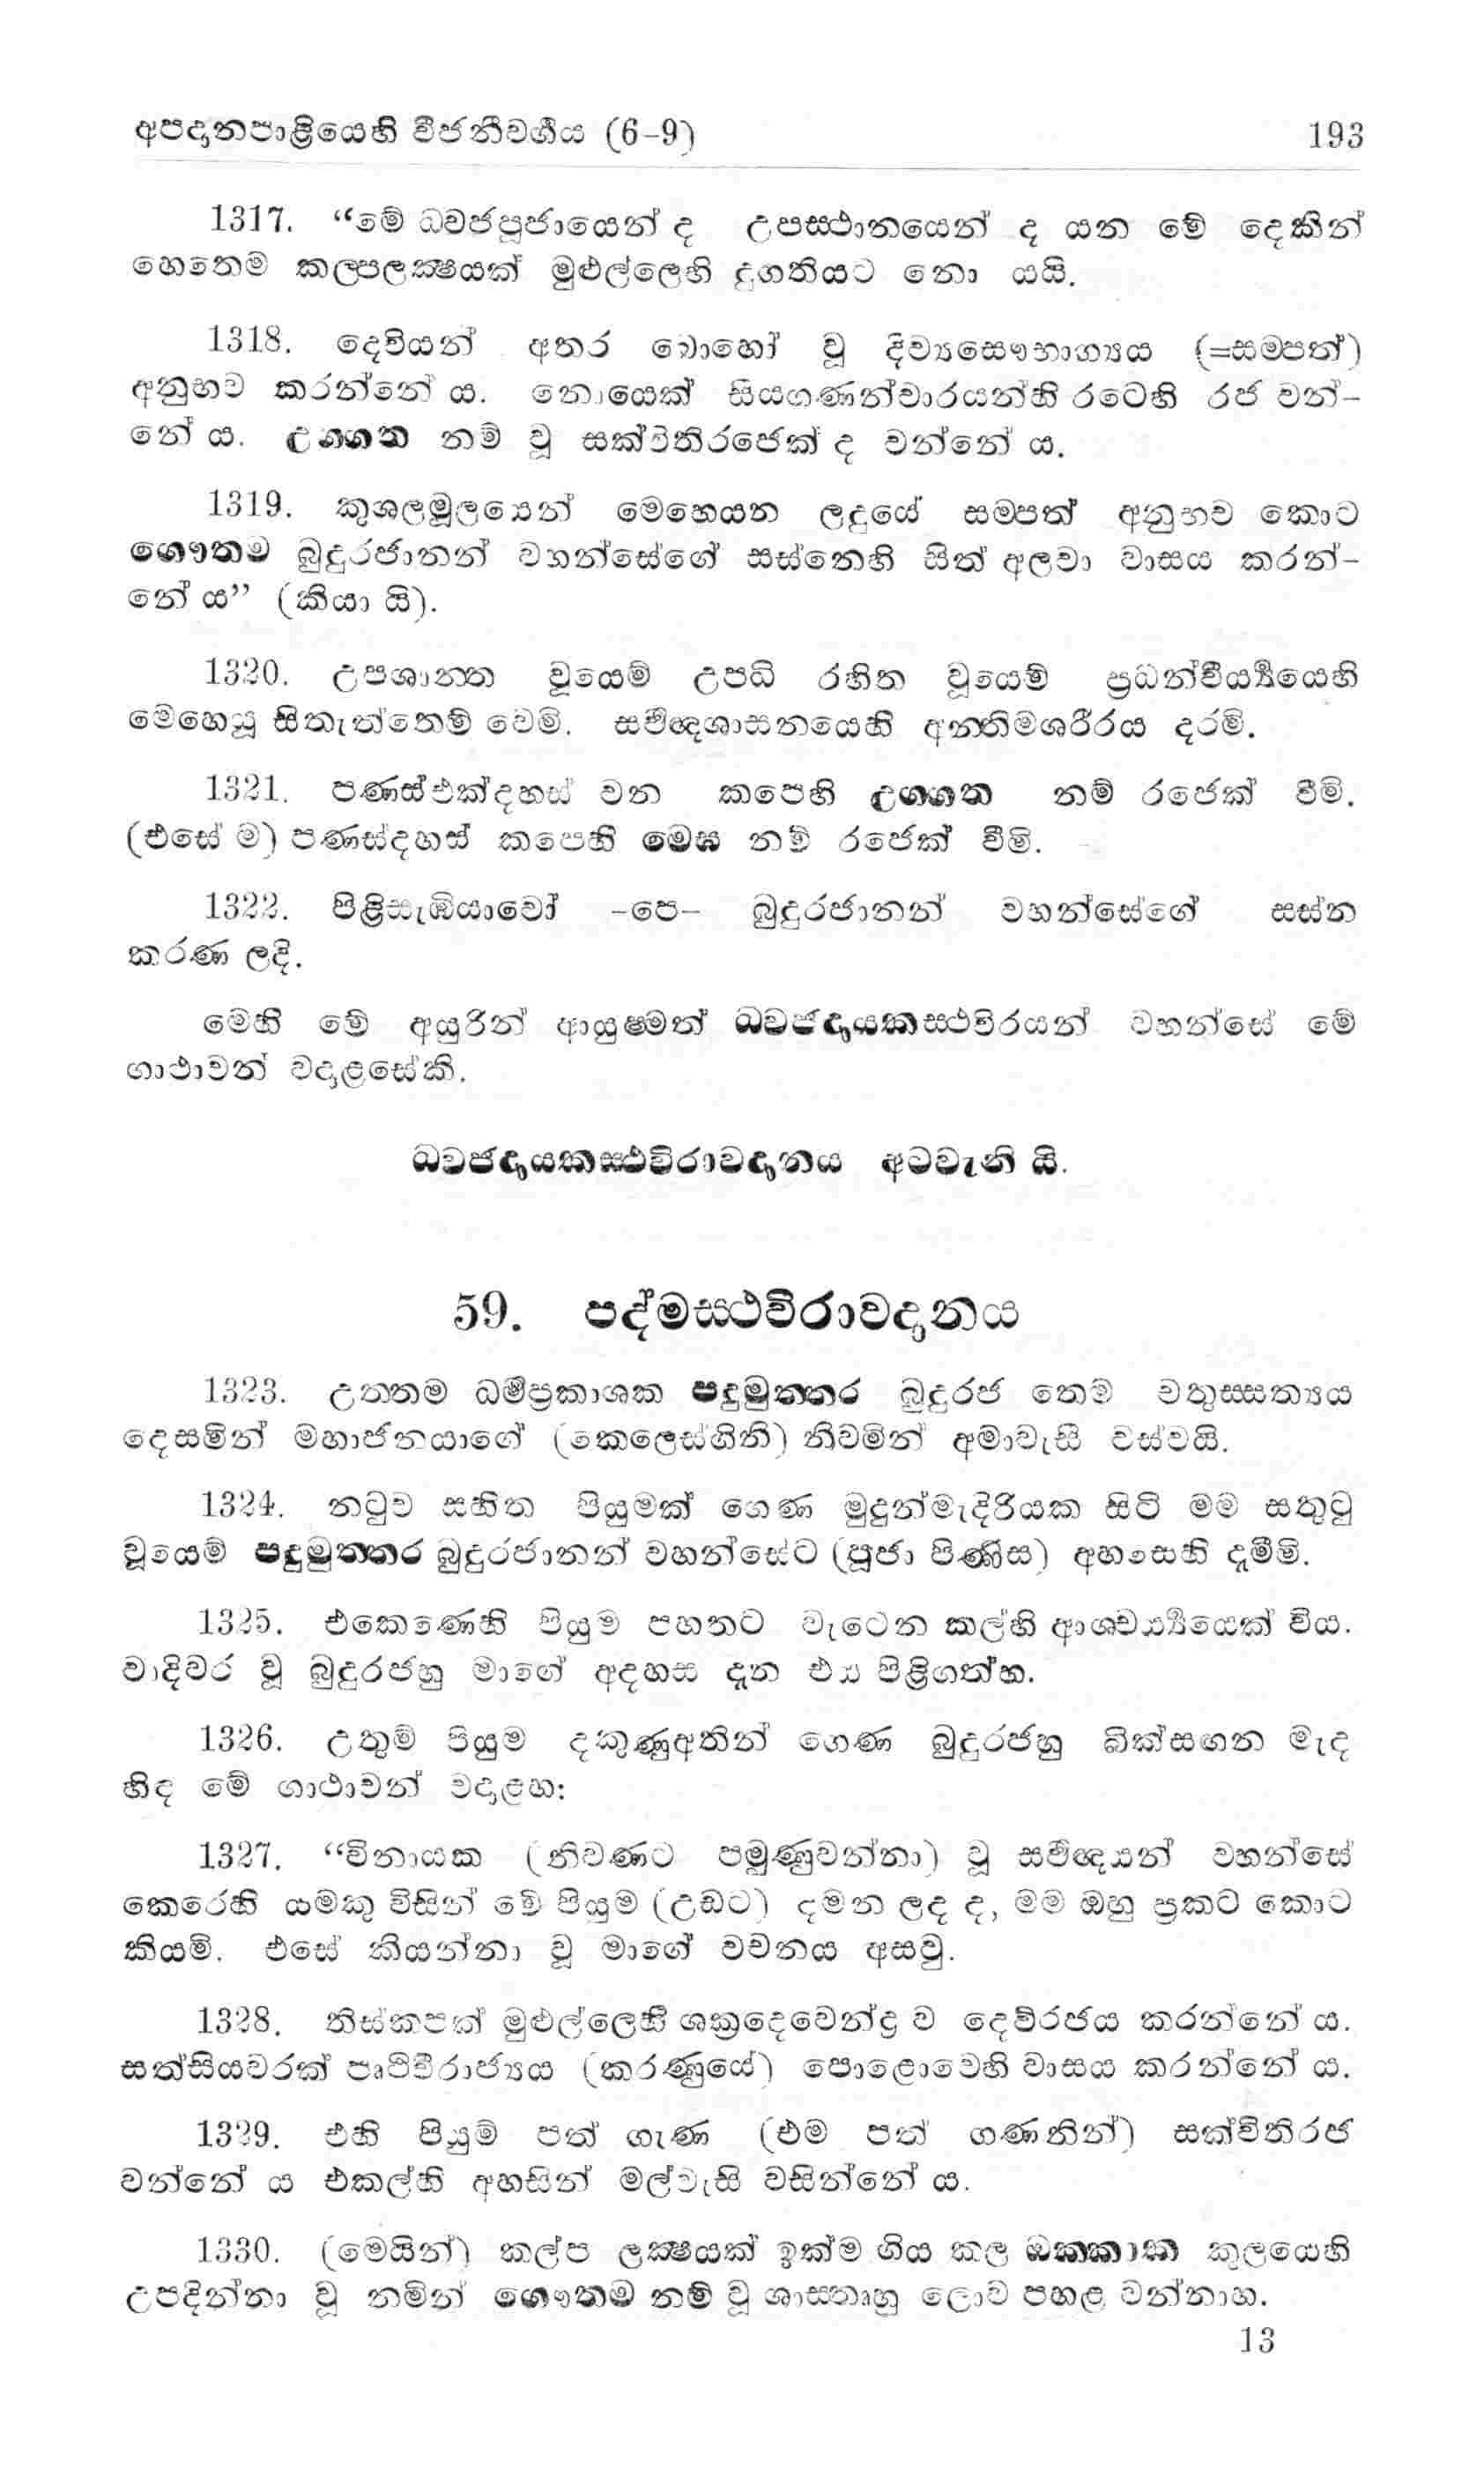 අපදානපාළියෙහි වීජනීවර්‍ගය (6-9) 193
1317. “මේ ධ්වජපූජායෙන් ද උපස්ථානයෙන් ද යන මේ දෙකින්
හෙතෙම කල්පලක්‍ෂයක් මුළුල්ලෙහි දුගතියට නො යයි.
1318. දෙවියන් අතර බොහෝ වූ දිව්‍යසෞභාග්‍යය (=සම්පත්)
අනුභව කරන්නේ ය. නොයෙක් සියගණන්වාරයන්හි රටෙහි රජ වන්-
නේ ය. උග්ගත නම් වූ සක්විතිරජෙක් ද වන්නේ ය.
1319. කුශලමූලයෙන් මෙහෙයන ලදුයේ සම්පත් අනුභව කොට
ගෞතම බුදුරජානන් වහන්සේගේ සස්නෙහි සිත් අලවා වාසය කරන්-
නේ ය” (කියා යි).
1320. උපශාන්ත වූයෙම් උපධි රහිත වූයෙම් ප්‍රධන්වීර්‍ය්‍යයෙහි
මෙහෙයූ සිතැත්තෙම් වෙමි. සර්‍වඥශාසනයෙහි අන්තිමශරීරය දරමි.
1321. පණස්එක්දහස් වන කපෙහි උග්ගත නම් රජෙක් වීමි.
(එසේ ම) පණස්දහස් කපෙහි මෙඝ නම් රජෙක් වීමි.
1322. පිළිසැඹියාවෝ -පෙ- බුදුරජානන් වහන්සේගේ සස්න
කරණ ලදි.
මෙහි මේ අයුරින් ආයුෂ්මත් ධ්වජදායකස්ථවිරයන් වහන්සේ මේ
ගාථාවන් වදාළසේකි.
ධ්වජදායකස්ථවිරාවදානය අටවැනි යි.
59. පද්මස්ථවිරාවදානය
1323. උත්තම ධර්‍මප්‍රකාශක පදුමුත්තර බුදුරජ තෙම චතුස්සත්‍යය
දෙසමින් මහාජනයාගේ (කෙලෙස්ගිනි) නිවමින් අමාවැසි වස්වයි.
1324. නටුව සහිත පියුමක් ගෙණ මුදුන්මැදිරියක සිටි මම සතුටු
වූයෙම් පදුමුත්තර බුදුරජානන් වහන්සේට (පූජා පිණිස) අහසෙහි දැමීමි.
1325. එකෙණෙහි පියුම පහතට වැටෙන කල්හි ආශ්චර්‍ය්‍යයෙක් විය.
වාදිවර වූ බුදුරජහු මාගේ අදහස දැන එය පිළිගත්හ.
1326. උතුම් පියුම දකුණුඅතින් ගෙණ බුදුරජහු බික්සඟන මැද
හිඳ මේ ගාථාවන් වදාළහ:
1327. “විනායක (නිවණට පමුණුවන්නා) වූ සර්‍වඥයන් වහන්සේ
කෙරෙහි යමකු විසින් මේ පියුම (උඩට) දමන ලද ද, මම ඔහු ප්‍රකට කොට
කියමි. එසේ කියන්නා වූ මාගේ වචනය අසවු.
1328. තිස්කපක් මුළුල්ලෙහි ශක්‍රදෙවෙන්ද්‍ර ව දෙව්රජය කරන්නේ ය.
සත්සියවරක් පෘථිවිරාජ්‍යය (කරණුයේ) පොළොවෙහි වාසය කරන්නේ ය.
1329. එහි පියුම් පත් ගැණ (එම පත් ගණනින්) සක්විතිරජ
වන්නේ ය එකල්හි අහසින් මල්වැසි වසින්නේ ය.
1330. (මෙයින්) කල්ප ලක්‍ෂයක් ඉක්ම ගිය කල ඔක්කාක කුලයෙහි
උපදින්නා වූ නමින් ගෞතම නම් වූ ශාස්තෘහු ලොව පහළ වන්නාහ.
13